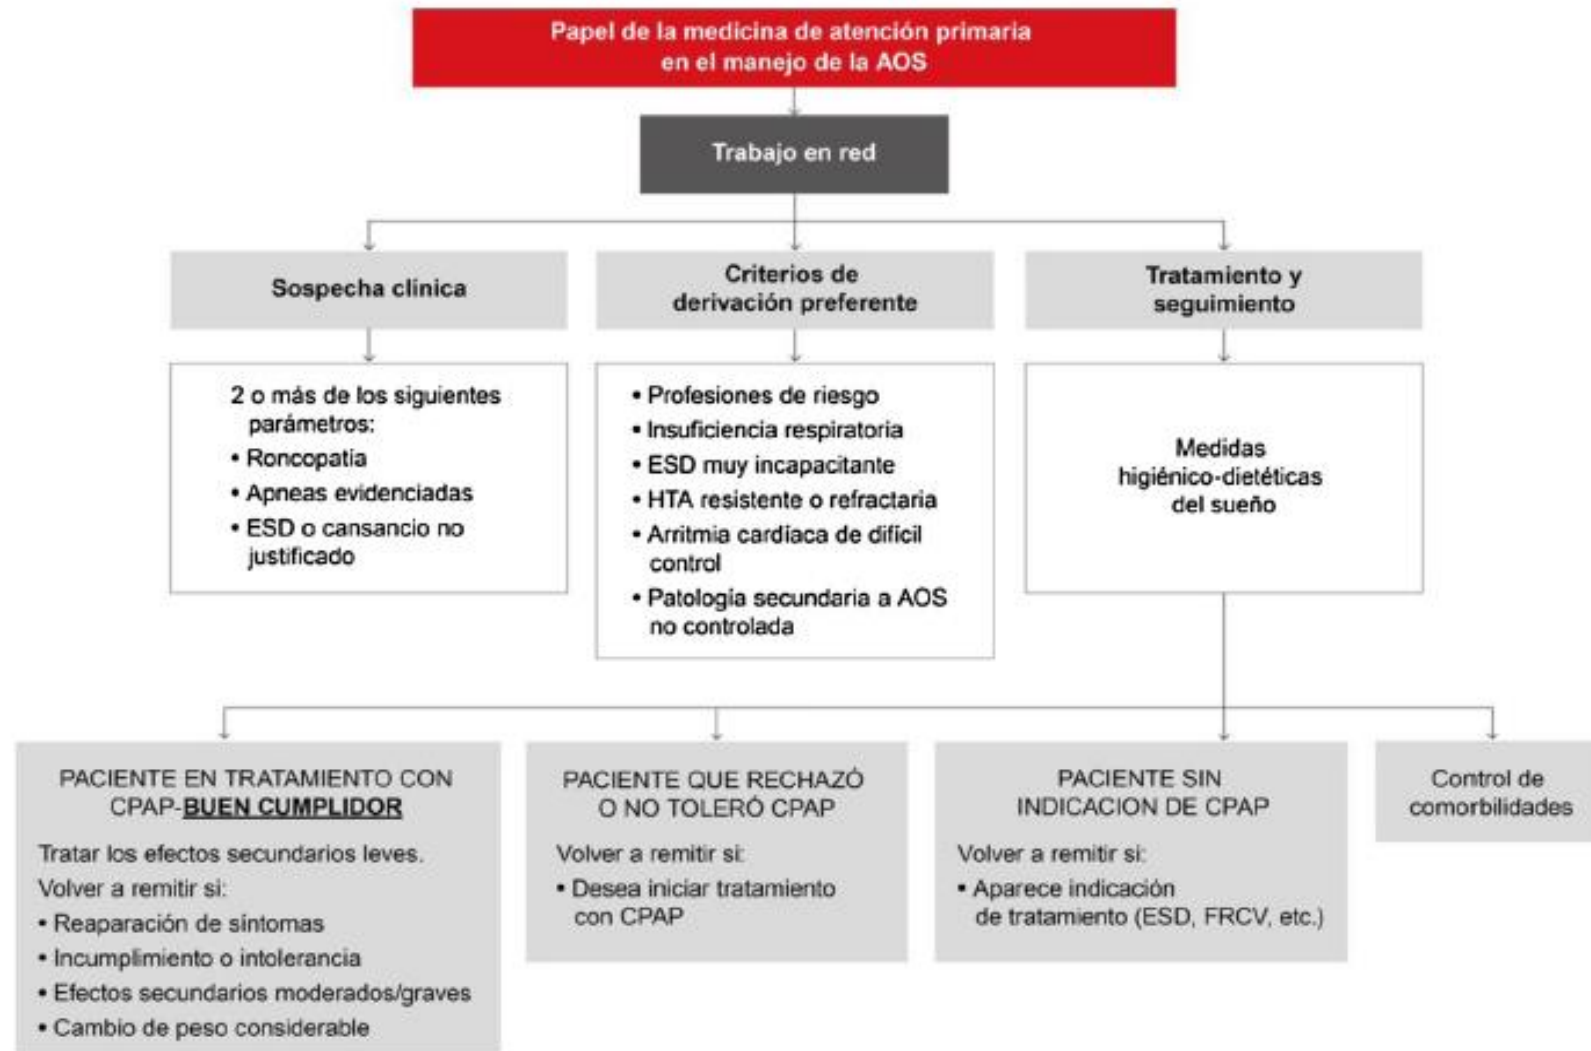 Papel de la medicina de atención primaria
en el manejo de la AOS
Trabajo en red
Sospecha clínica
2 o más de los siguientes
parámetros:
• Roncopatía
• Apneas evidenciadas
• ESD o cansancio no
justificado
Criterios de
derivación preferente
• Profesiones de riesgo
• Insuficiencia respiratoria
• ESD muy incapacitante
• HTA resistente o refractaria
• Arritmia cardíaca de difícil
control
• Patología secundaria a AOS
no controlada
Tratamiento y
seguimiento
Medidas
higiénico-dietéticas
del sueño
PACIENTE EN TRATAMIENTO CON
CPAP-BUEN CUMPLIDOR
Tratar los efectos secundarios leves.
Volver a remitir si:
• Reaparación de síntomas
• Incumplimiento o intolerancia
• Efectos secundarios moderados/graves
• Cambio de peso considerable
PACIENTE QUE RECHAZÓ
O NO TOLERÓ CPAP
Volver a remitir si:
• Desea iniciar tratamiento
con CPAP
PACIENTE SIN
INDICACION DE CPAP
Volver a remitir si:
• Aparece indicación
de tratamiento (ESD, FRCV, etc.)
Control de
comorbilidades